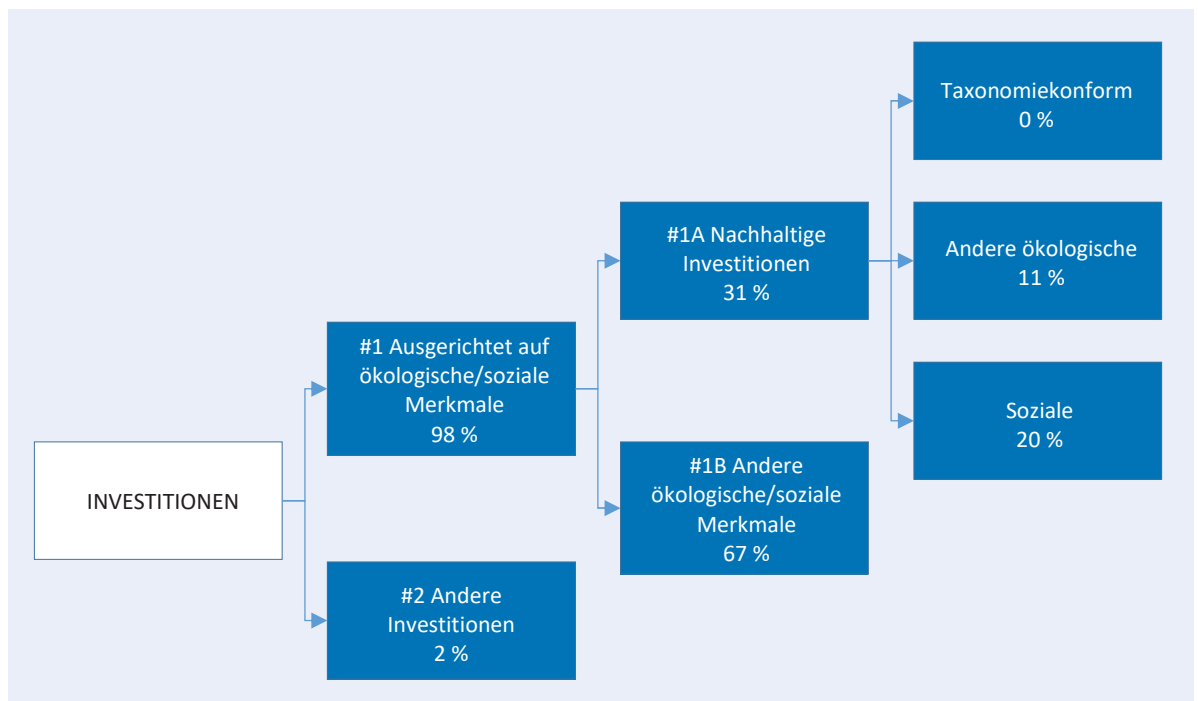 INVESTITIONEN
#1 Ausgerichtet auf
ökologische/soziale
Merkmale
98 %
#2 Andere
Investitionen
2 %
#1A Nachhaltige
Investitionen
31 %
#1B Andere
ökologische/soziale
Merkmale
67 %
Taxonomiekonform
0 %
Andere ökologische
11 %
Soziale
20 %